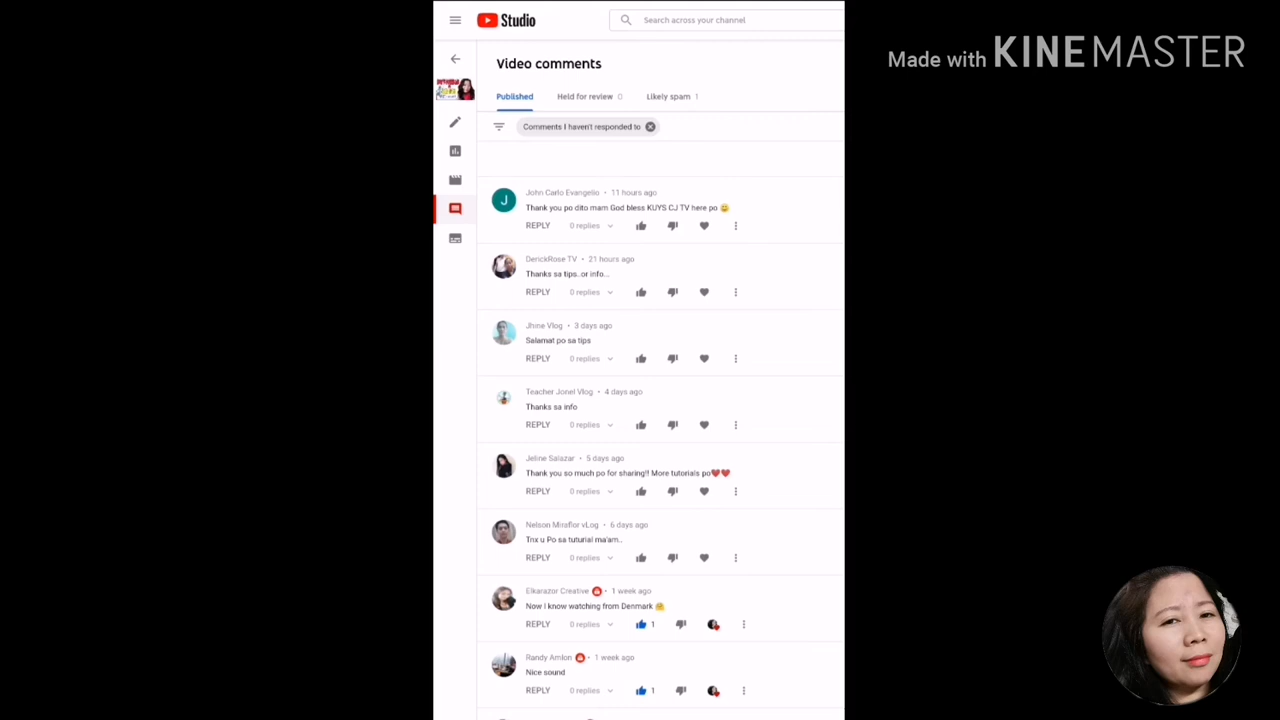 Studio
Search across your channel
Made with KINEMASTER
Video comments
Published
Held for review 0
Likely spam 1
Comments I haven't responded to
J
John Carlo Evangelio • 11 hours ago
Thank you po dito mam God bless KUYS CJ TV here po 😄
REPLY 0 replies
DerickRose TV • 21 hours ago
Thanks sa tips..or info...
REPLY 0 replies
Jhine Vlog • 3 days ago
Salamat po sa tips
REPLY 0 replies
Teacher Jonel Vlog • 4 days ago
Thanks sa info
REPLY 0 replies
Jeline Salazar • 5 days ago
Thank you so much po for sharing!! More tutorials po❤️❤️
REPLY 0 replies
Nelson Miraflor vLog • 6 days ago
Tnx u Po sa tuturial ma'am..
REPLY 0 replies
Elkarazor Creative • 1 week ago
Now I know watching from Denmark 🤗
REPLY 0 replies 1
Randy Amlon • 1 week ago
Nice sound
REPLY 0 replies 1